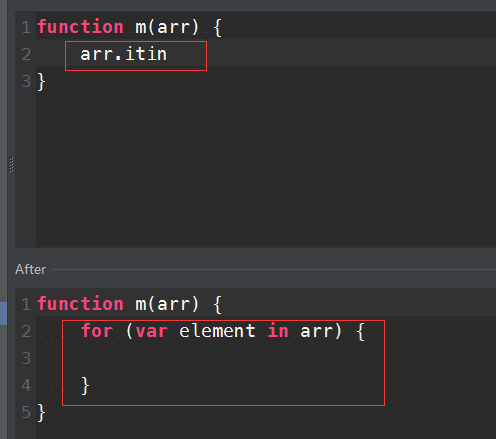 1 function m(arr) {
2     arr.itin
3 }
After
1 function m(arr) {
2     for (var element in arr) {
3
4     }
5 }